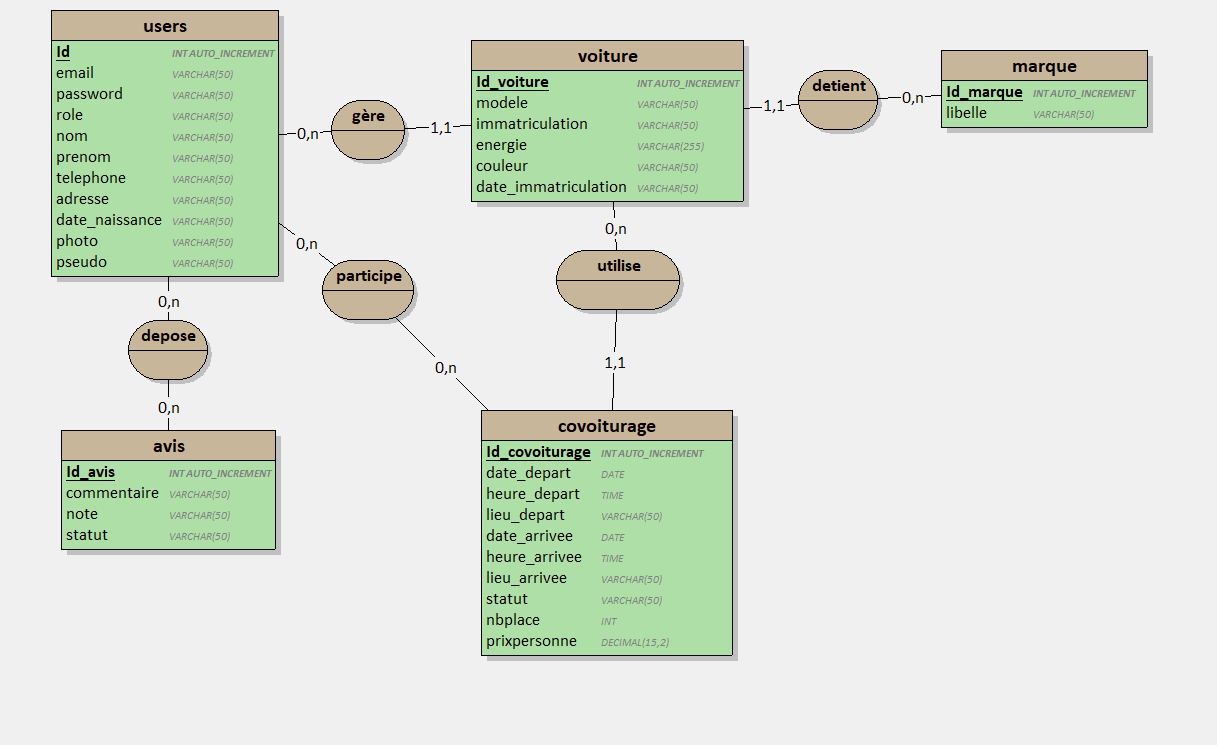 users
Id INT AUTO_INCREMENT
email VARCHAR(50)
password VARCHAR(50)
role VARCHAR(50)
nom VARCHAR(50)
prenom VARCHAR(50)
telephone VARCHAR(50)
adresse VARCHAR(50)
date_naissance VARCHAR(50)
photo VARCHAR(50)
pseudo VARCHAR(50)
0,n
gère
1,1
voiture
Id_voiture INT AUTO_INCREMENT
modele VARCHAR(50)
immatriculation VARCHAR(50)
energie VARCHAR(255)
couleur VARCHAR(50)
date_immatriculation VARCHAR(50)
1,1
detient
0,n
marque
Id_marque INT AUTO_INCREMENT
libelle VARCHAR(50)
0,n
participe
0,n
0,n
utilise
1,1
0,n
depose
0,n
avis
Id_avis INT AUTO_INCREMENT
commentaire VARCHAR(50)
note VARCHAR(50)
statut VARCHAR(50)
covoiturage
Id_covoiturage INT AUTO_INCREMENT
date_depart DATE
heure_depart TIME
lieu_depart VARCHAR(50)
date_arrivee DATE
heure_arrivee TIME
lieu_arrivee VARCHAR(50)
statut VARCHAR(50)
nbplace INT
prixpersonne DECIMAL(15,2)